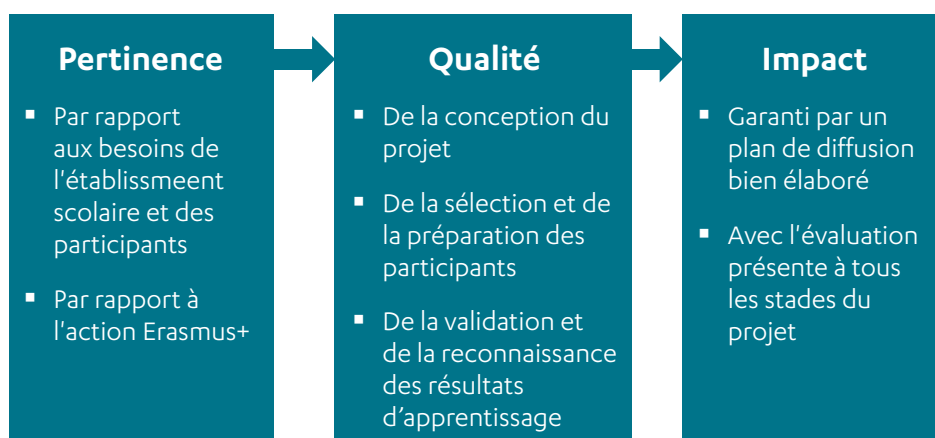 Pertinence
▪ Par rapport
aux besoins de
l'établissmeent
scolaire et des
participants
▪ Par rapport à
l'action Erasmus+
Qualité
▪ De la conception du
projet
▪ De la sélection et de
la préparation des
participants
▪ De la validation et
de la reconnaissance
des résultats
d’apprentissage
Impact
▪ Garanti par un
plan de diffusion
bien élaboré
▪ Avec l'évaluation
présente à tous
les stades du
projet